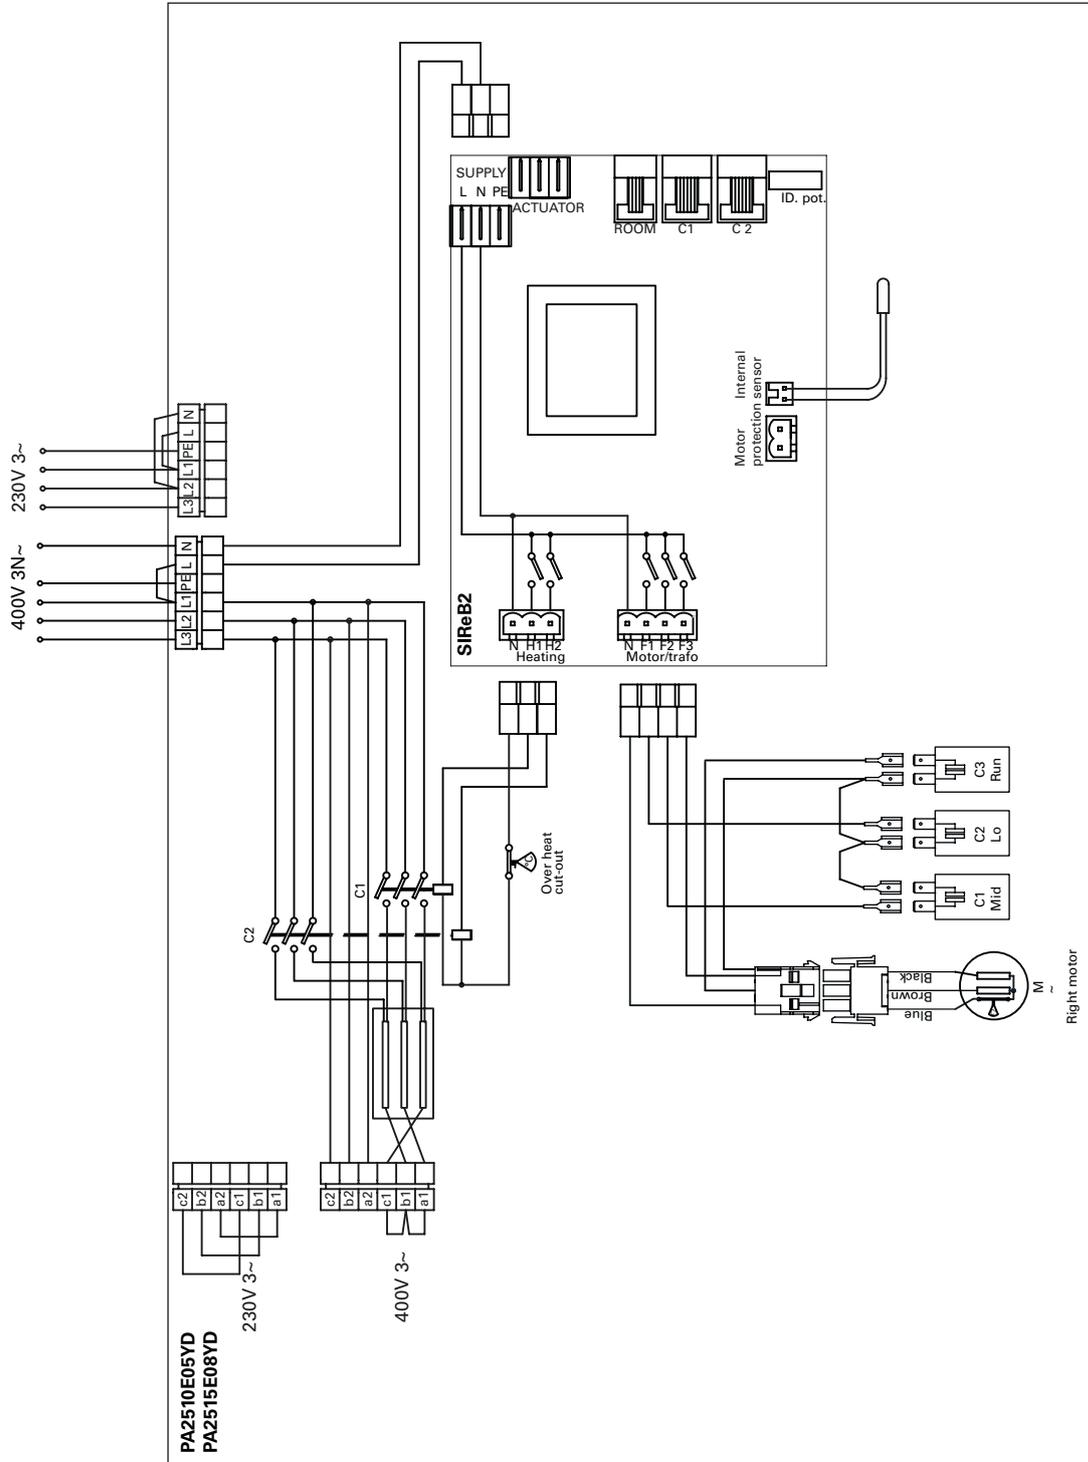 SUPPLY
L N PE
ACTUATOR
ROOM
C1
C 2
ID. pot.
Internal
sensor
Motor
protection
230V 3~
N
L
PE
L1
L2
L3
400V 3N~
N
L
PE
L1
L2
L3
SIReB2
N H1 H2
Heating
N F1 F2 F3
Motor/trafo
C1
C2
Over heat
cut-out
°C
C3
Run
C2
Lo
C1
Mid
Black
Brown
Blue
M
~
Right motor
c2
b2
a2
c1
b1
a1
230V 3~
c2
b2
a2
c1
b1
a1
400V 3~
PA2510E05YD
PA2515E08YD